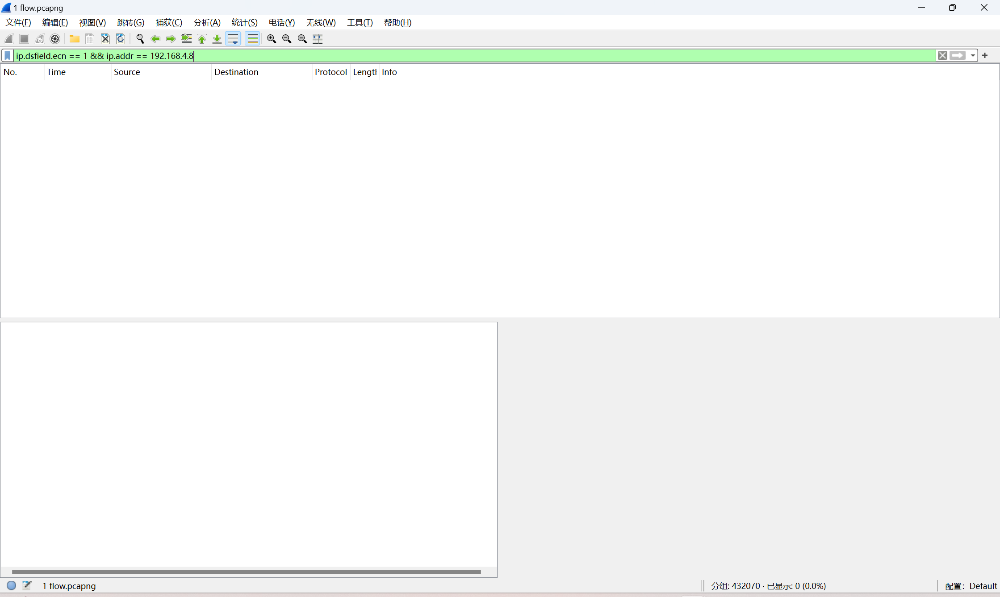 1 flow.pcapng
文件(F) 编辑(E) 视图(V) 跳转(G) 捕获(C) 分析(A) 统计(S) 电话(Y) 无线(W) 工具(T) 帮助(H)
ip.dsfield.ecn == 1 && ip.addr == 192.168.4.8
No. Time Source Destination Protocol Length Info
1 flow.pcapng 分组: 432070 · 已显示: 0 (0.0%) 配置: Default